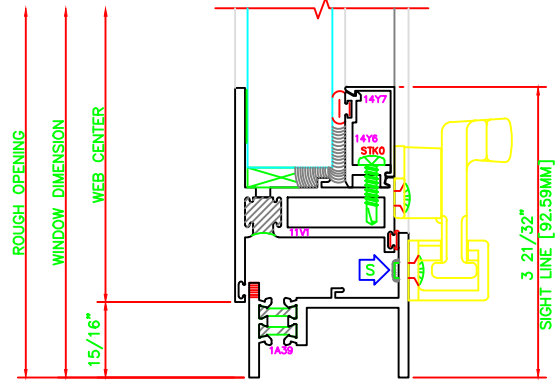 ROUGH OPENING
WINDOW DIMENSION
WEB CENTER
15/16"
14Y7
14Y6
STK0
11V1
S
1A39
3 21/32"
SIGHT LINE [92.59MM]